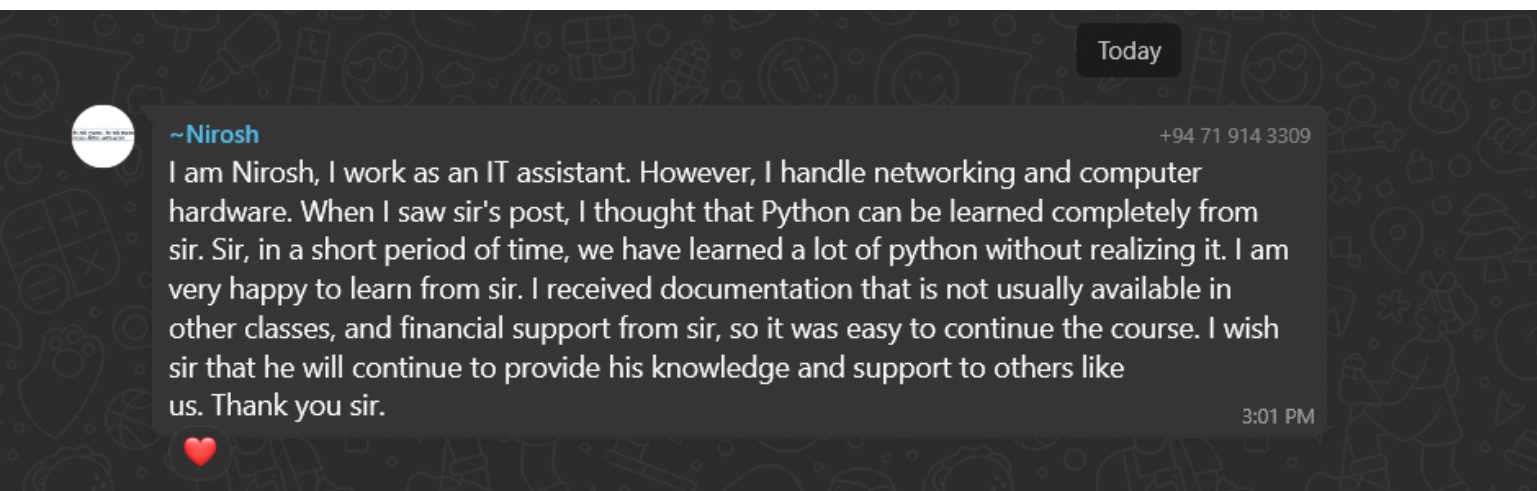 Today
~Nirosh
+94 71 914 3309
I am Nirosh, I work as an IT assistant. However, I handle networking and computer
hardware. When I saw sir's post, I thought that Python can be learned completely from
sir. Sir, in a short period of time, we have learned a lot of python without realizing it. I am
very happy to learn from sir. I received documentation that is not usually available in
other classes, and financial support from sir, so it was easy to continue the course. I wish
sir that he will continue to provide his knowledge and support to others like
us. Thank you sir.
3:01 PM